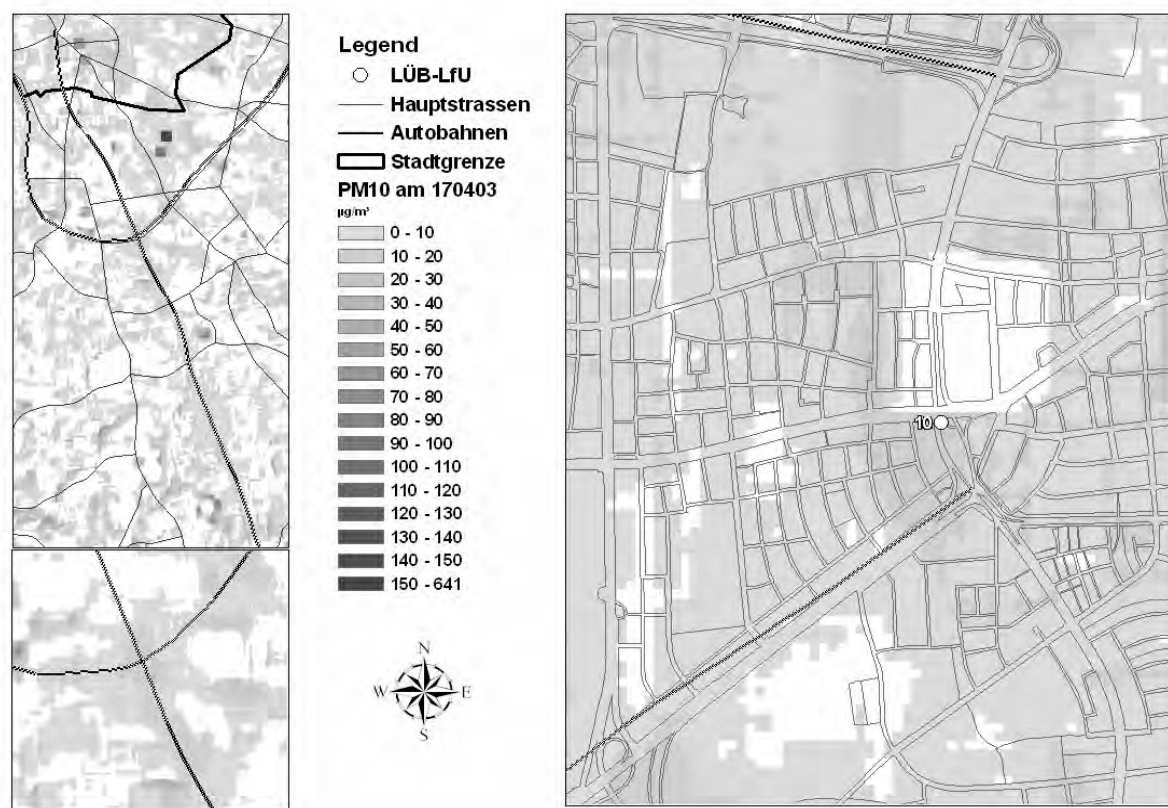 Legend
LÜB-LfU
Hauptstrassen
Autobahnen
Stadtgrenze
PM10 am 170403
µg/m³
0 - 10
10 - 20
20 - 30
30 - 40
40 - 50
50 - 60
60 - 70
70 - 80
80 - 90
90 - 100
100 - 110
110 - 120
120 - 130
130 - 140
140 - 150
150 - 641
N
W E
S
10